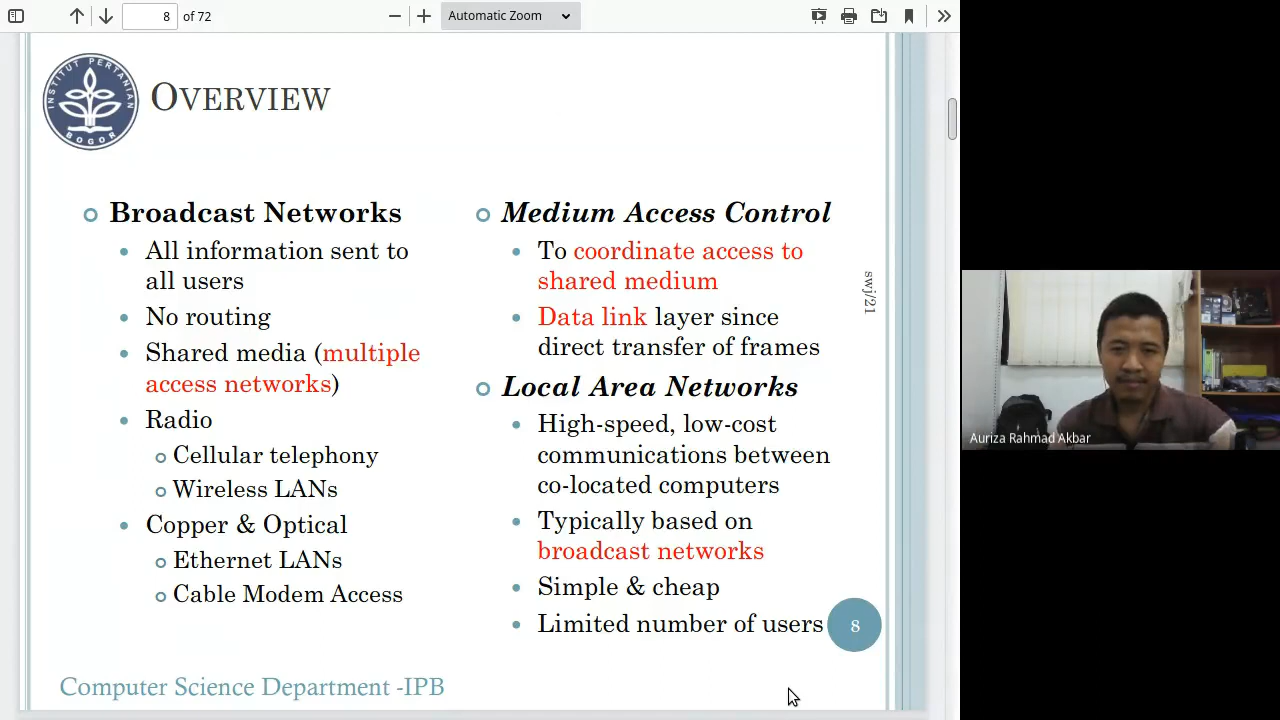 8
of 72
Automatic Zoom
INSTITUT PERTANIAN
BOGOR
OVERVIEW
Broadcast Networks
All information sent to
all users
No routing
Shared media (multiple
access networks)
Radio
Cellular telephony
Wireless LANs
Copper & Optical
Ethernet LANs
Cable Modem Access
Medium Access Control
To coordinate access to
shared medium
Data link layer since
direct transfer of frames
Local Area Networks
High-speed, low-cost
communications between
co-located computers
Typically based on
broadcast networks
Simple & cheap
Limited number of users
swj/21
8
Computer Science Department -IPB
Auriza Rahmad Akbar